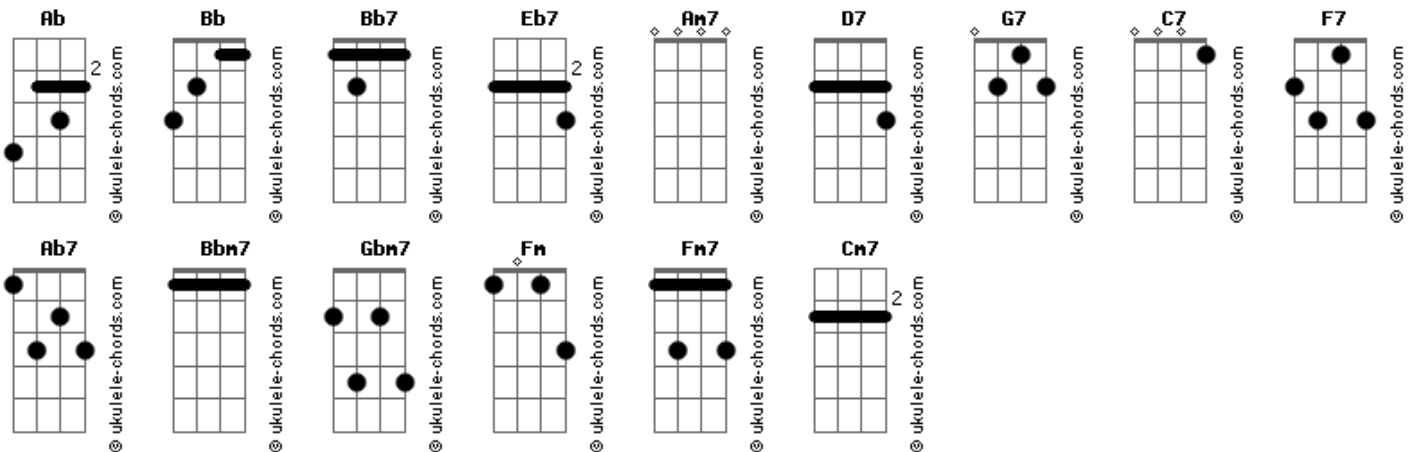 Ab Bb Bb7 Eb7 Am7 D7 G7 C7 F7
2 2
© ukulele-chords.com © ukulele-chords.com © ukulele-chords.com © ukulele-chords.com © ukulele-chords.com © ukulele-chords.com © ukulele-chords.com © ukulele-chords.com © ukulele-chords.com
Ab7 Bbm7 Gbm7 Fm Fm7 Cm7
2
© ukulele-chords.com © ukulele-chords.com © ukulele-chords.com © ukulele-chords.com © ukulele-chords.com © ukulele-chords.com